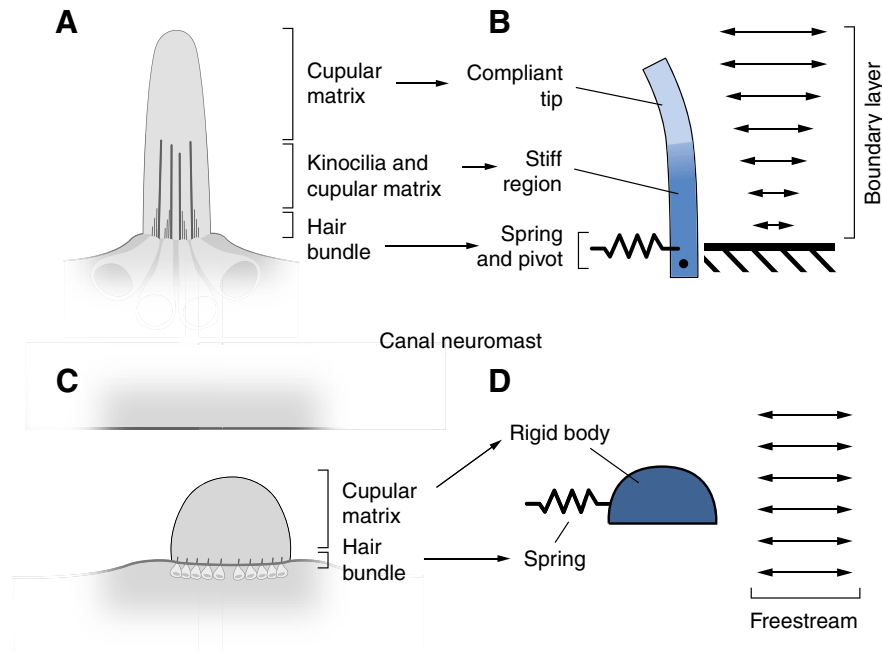 A
B
Cupular
matrix
Compliant
tip
Kinocilia and
cupular matrix
Stiff
region
Hair
bundle
Spring
and pivot
Boundary layer
Canal neuromast
C
D
Rigid body
Cupular
matrix
Hair
bundle
Spring
Freestream